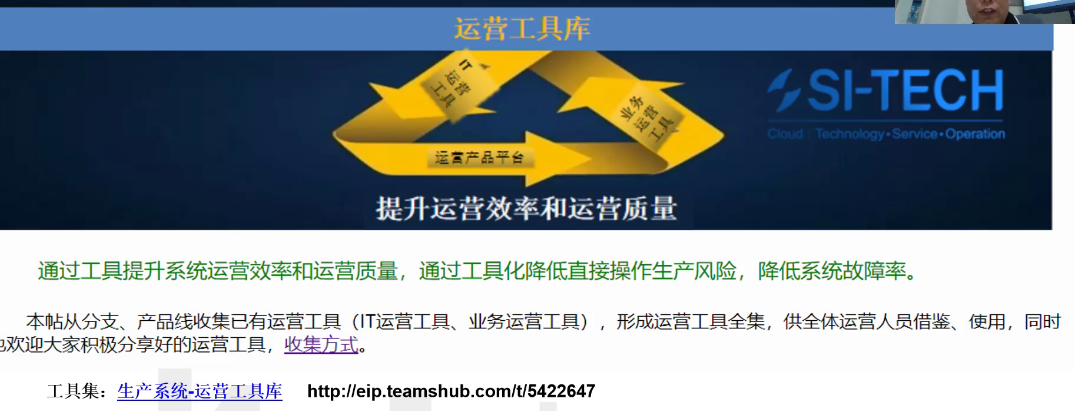 运营工具库
IT
运营
工具
业务
运营
工具
运营产品平台
SI-TECH
Cloud Technology•Service•Operation
提升运营效率和运营质量
通过工具提升系统运营效率和运营质量，通过工具化降低直接操作生产风险，降低系统故障率。
本帖从分支、产品线收集已有运营工具（IT运营工具、业务运营工具），形成运营工具全集，供全体运营人员借鉴、使用，同时
欢迎大家积极分享好的运营工具，收集方式。
工具集：生产系统-运营工具库 http://eip.teamshub.com/t/5422647